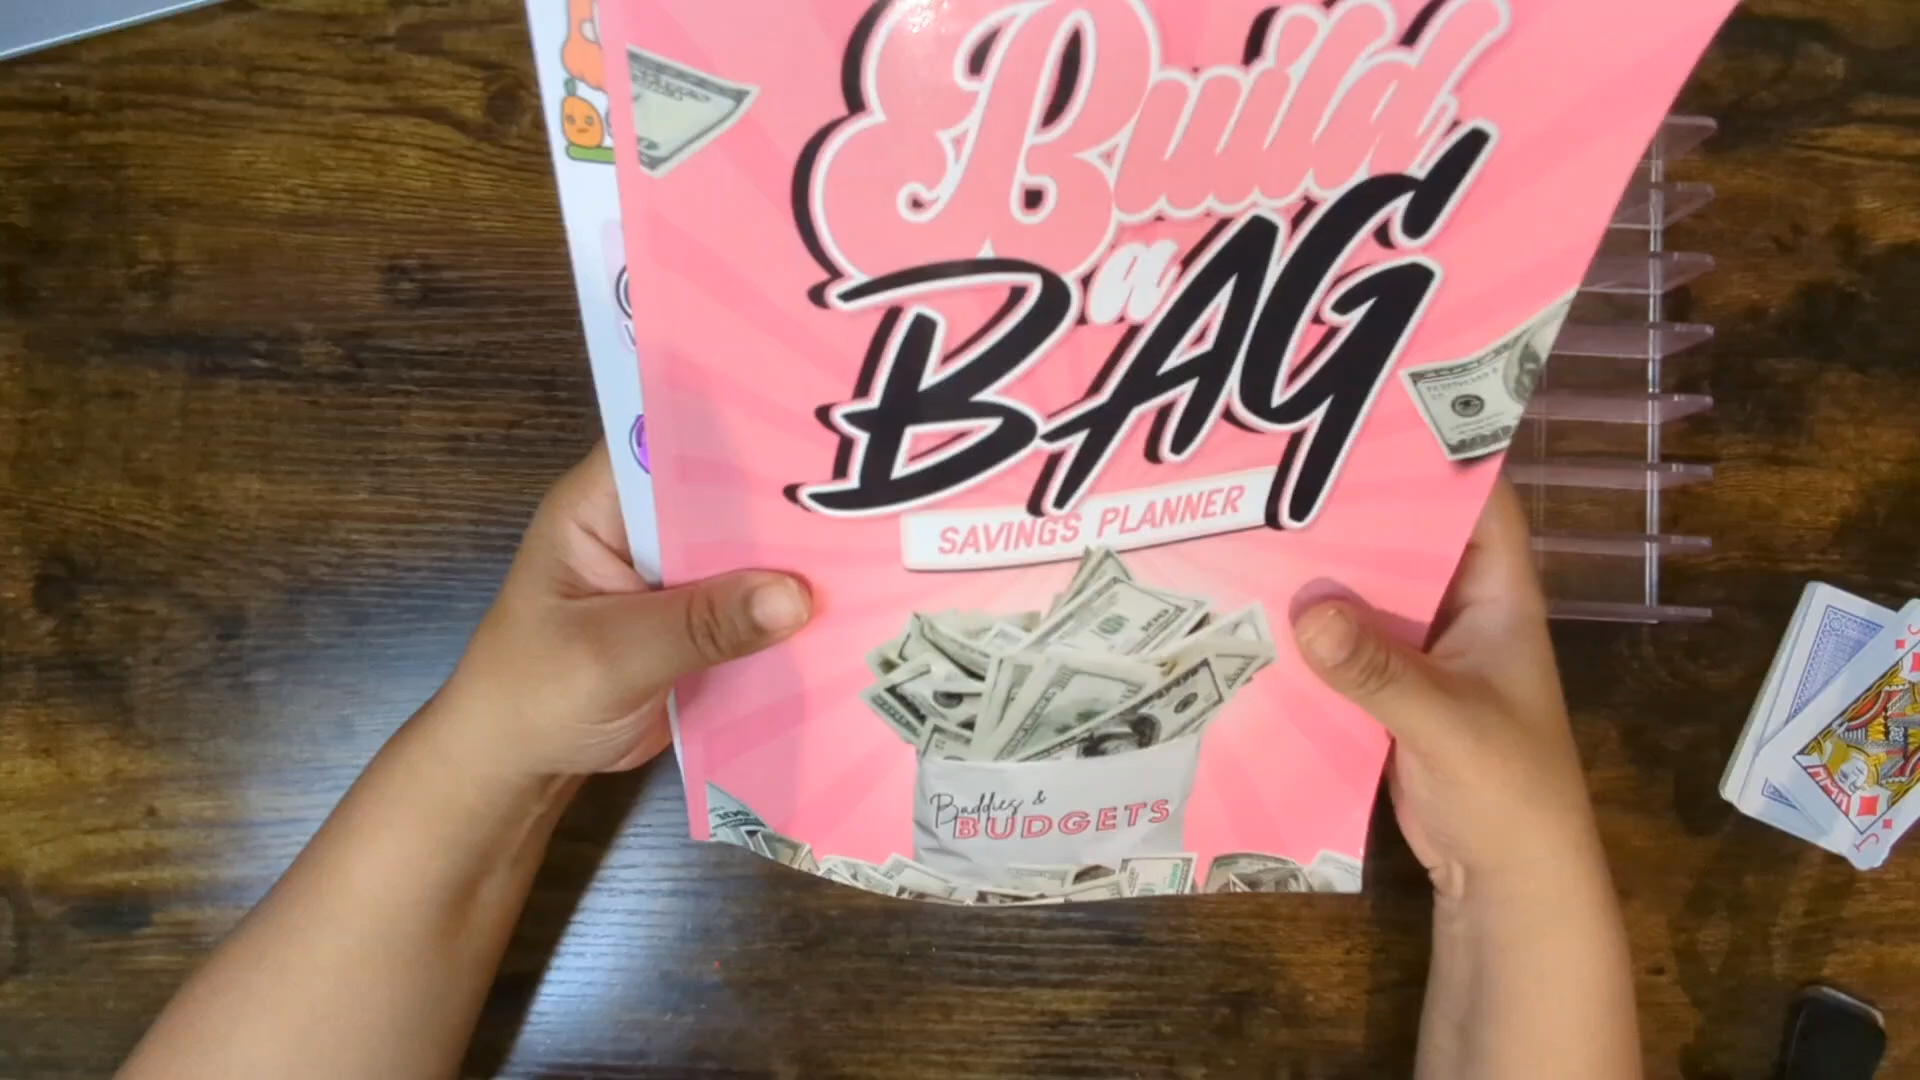 Build
a
BAG
SAVINGS PLANNER
Baddies &
BUDGETS